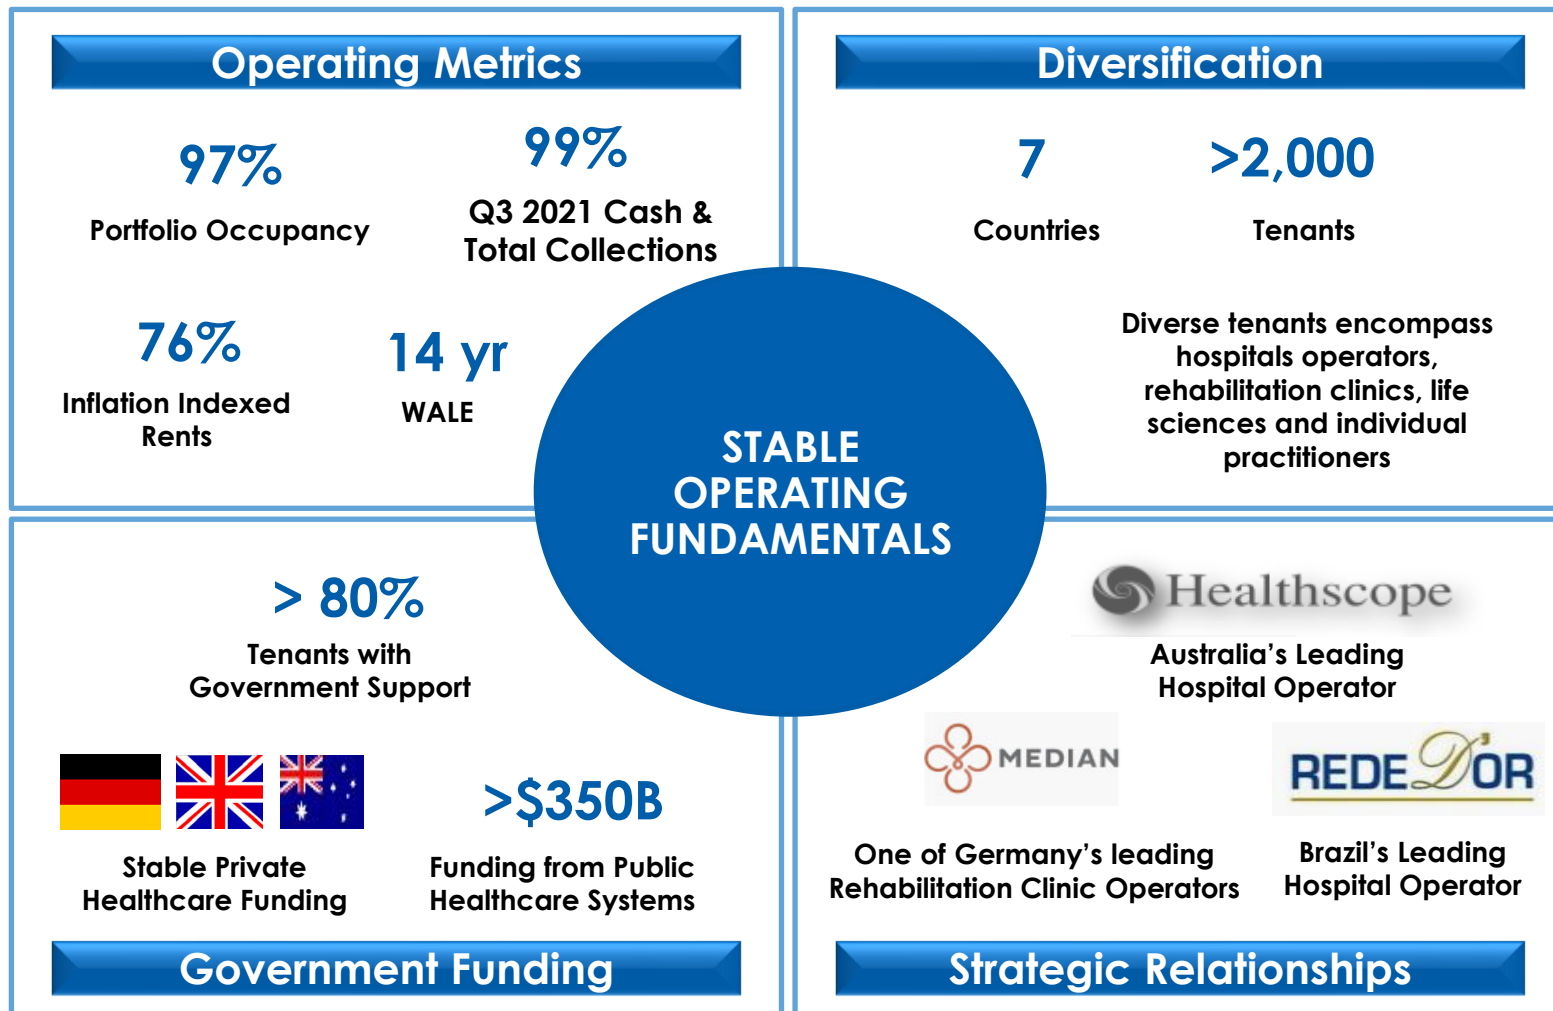 Operating Metrics
97%
Portfolio Occupancy
99%
Q3 2021 Cash &
Total Collections
76%
Inflation Indexed
Rents
14 yr
WALE
Diversification
7
Countries
>2,000
Tenants
Diverse tenants encompass
hospitals operators,
rehabilitation clinics, life
sciences and individual
practitioners
STABLE
OPERATING
FUNDAMENTALS
> 80%
Tenants with
Government Support
Stable Private
Healthcare Funding
>$350B
Funding from Public
Healthcare Systems
Government Funding
Healthscope
Australia’s Leading
Hospital Operator
MEDIAN
One of Germany’s leading
Rehabilitation Clinic Operators
REDE D'OR
Brazil’s Leading
Hospital Operator
Strategic Relationships